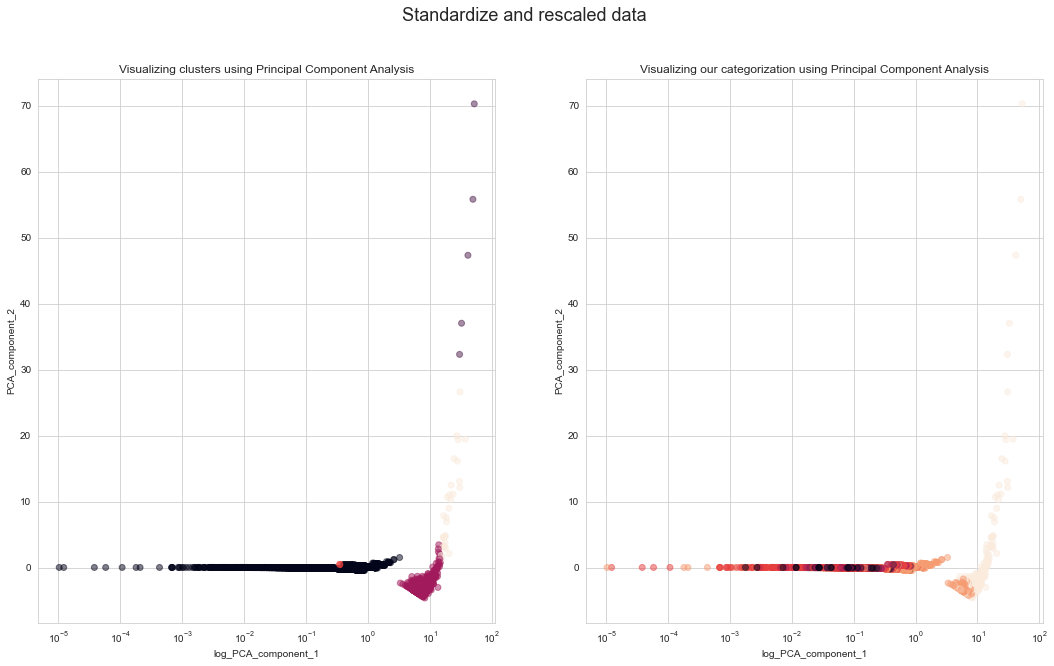 Standardize and rescaled data
Visualizing clusters using Principal Component Analysis
PCA_component_2
70
60
50
40
30
20
10
0
10⁻⁵ 10⁻⁴ 10⁻³ 10⁻² 10⁻¹ 10⁰ 10¹ 10²
log_PCA_component_1
Visualizing our categorization using Principal Component Analysis
PCA_component_2
70
60
50
40
30
20
10
0
10⁻⁵ 10⁻⁴ 10⁻³ 10⁻² 10⁻¹ 10⁰ 10¹ 10²
log_PCA_component_1